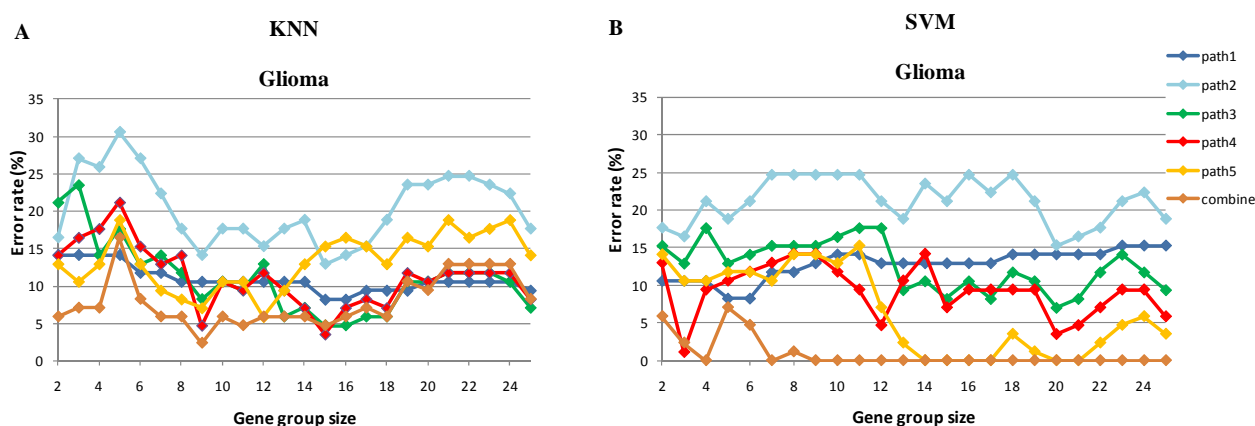 A
KNN
Glioma
Error rate (%)
35
30
25
20
15
10
5
0
2 4 6 8 10 12 14 16 18 20 22 24
Gene group size
B
SVM
Glioma
Error rate (%)
35
30
25
20
15
10
5
0
2 4 6 8 10 12 14 16 18 20 22 24
Gene group size
path1
path2
path3
path4
path5
combine